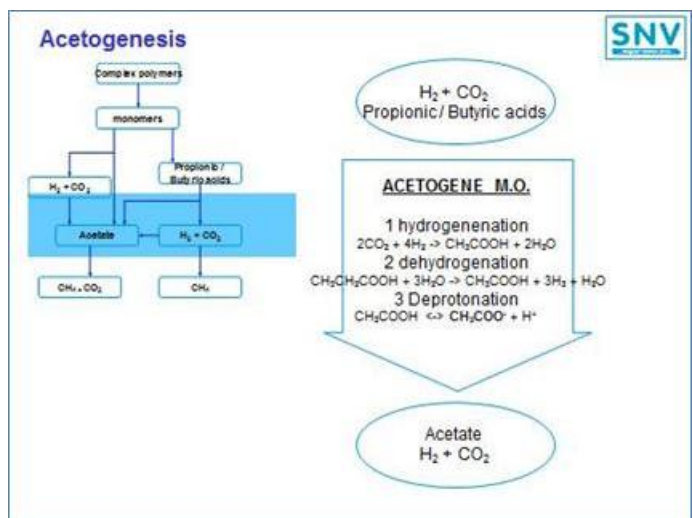 Acetogenesis
SNV
Complex polymers
monomers
Propionic /
Butyric acids
H₂ + CO₂
Acetate
H₂ + CO₂
CH₄ + CO₂
CH₄
H₂ + CO₂
Propionic / Butyric acids
ACETOGENE M.O.
1 hydrogenenation
2CO₂ + 4H₂ -> CH₃COOH + 2H₂O
2 dehydrogenation
CH₃CH₂COOH + 3H₂O -> CH₃COOH + 3H₂ + H₂O
3 Deprotonation
CH₃COOH <-> CH₃COO⁻ + H⁺
Acetate
H₂ + CO₂